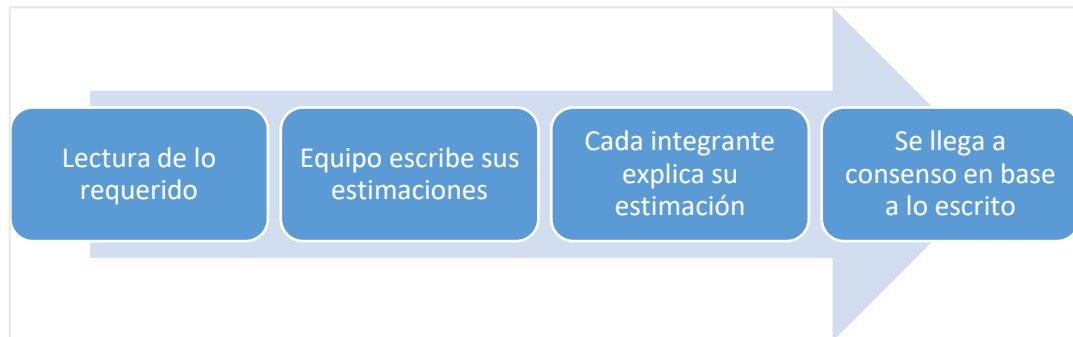 Lectura de lo
requerido
Equipo escribe sus
estimaciones
Cada integrante
explica su
estimación
Se llega a
consenso en base
a lo escrito